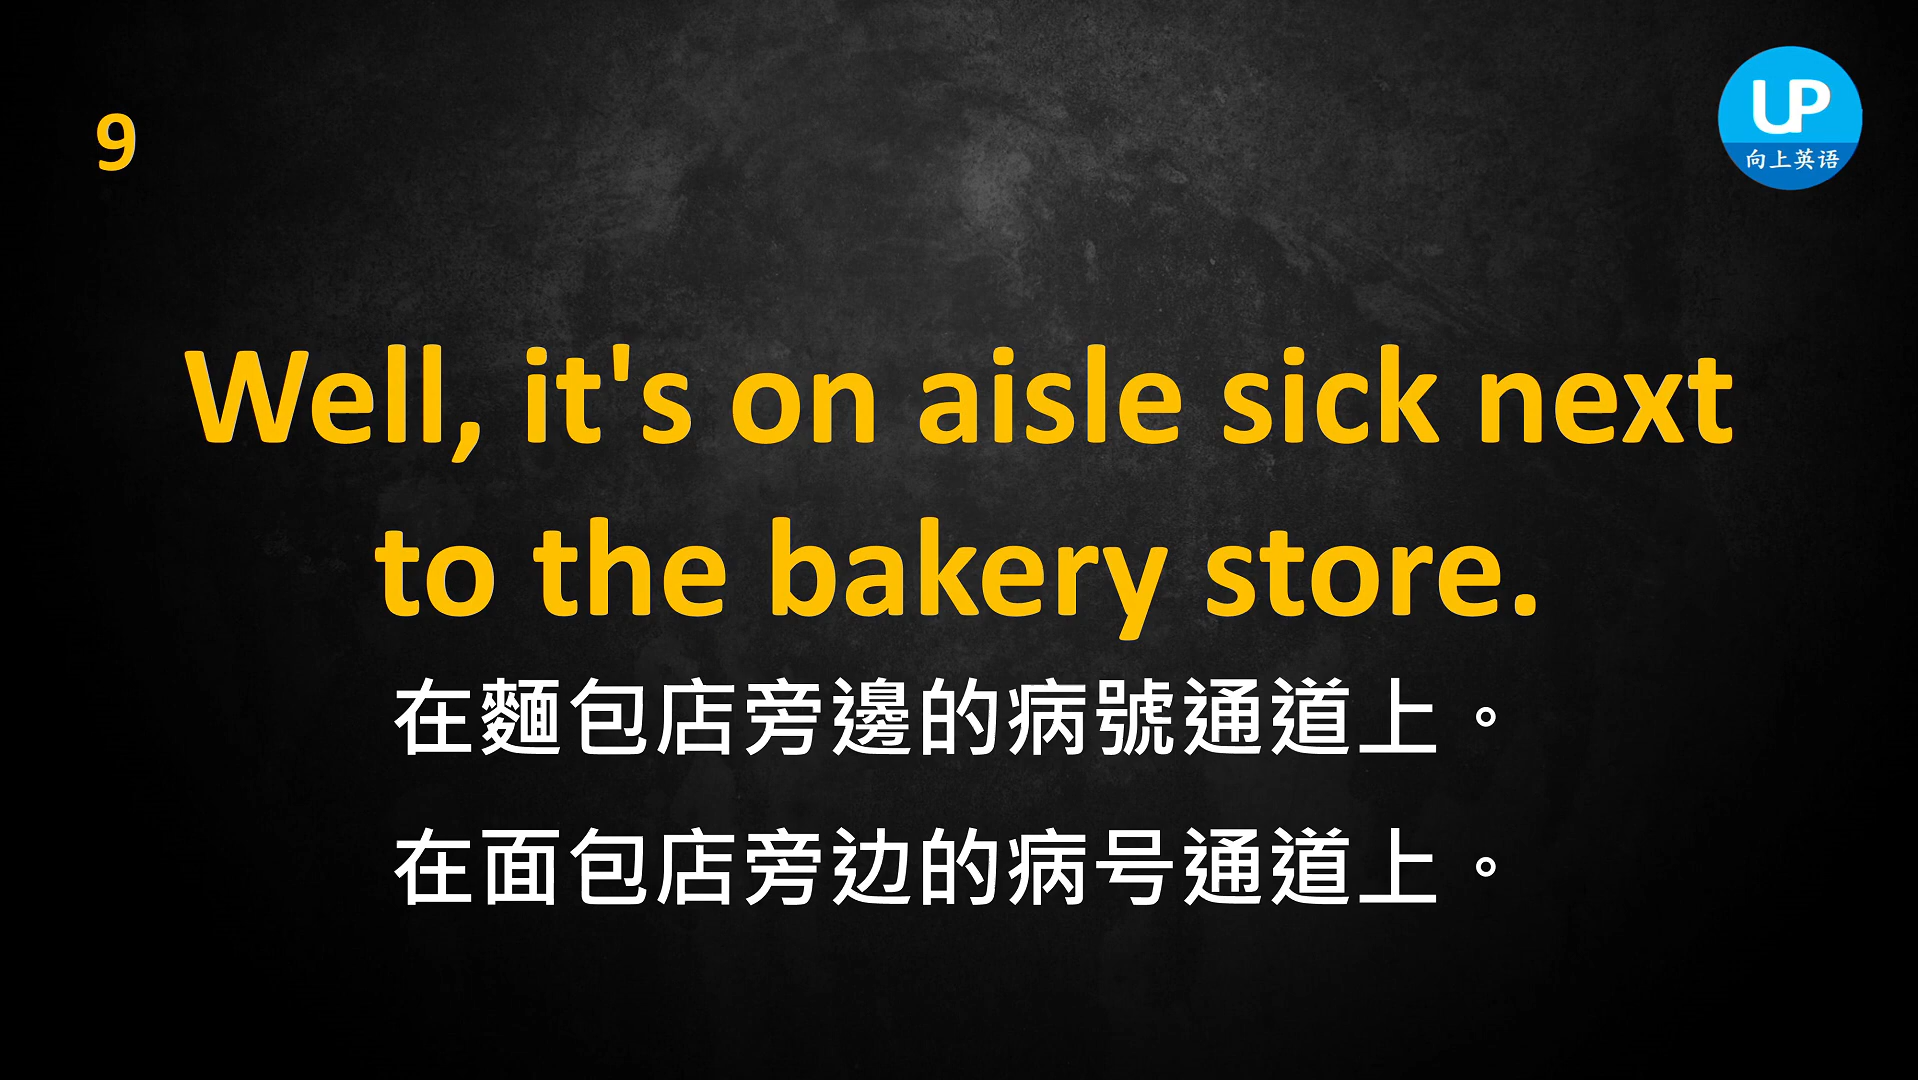 9
UP
向上英语
Well, it's on aisle sick next
to the bakery store.
在麵包店旁邊的病號通道上。
在面包店旁边的病号通道上。